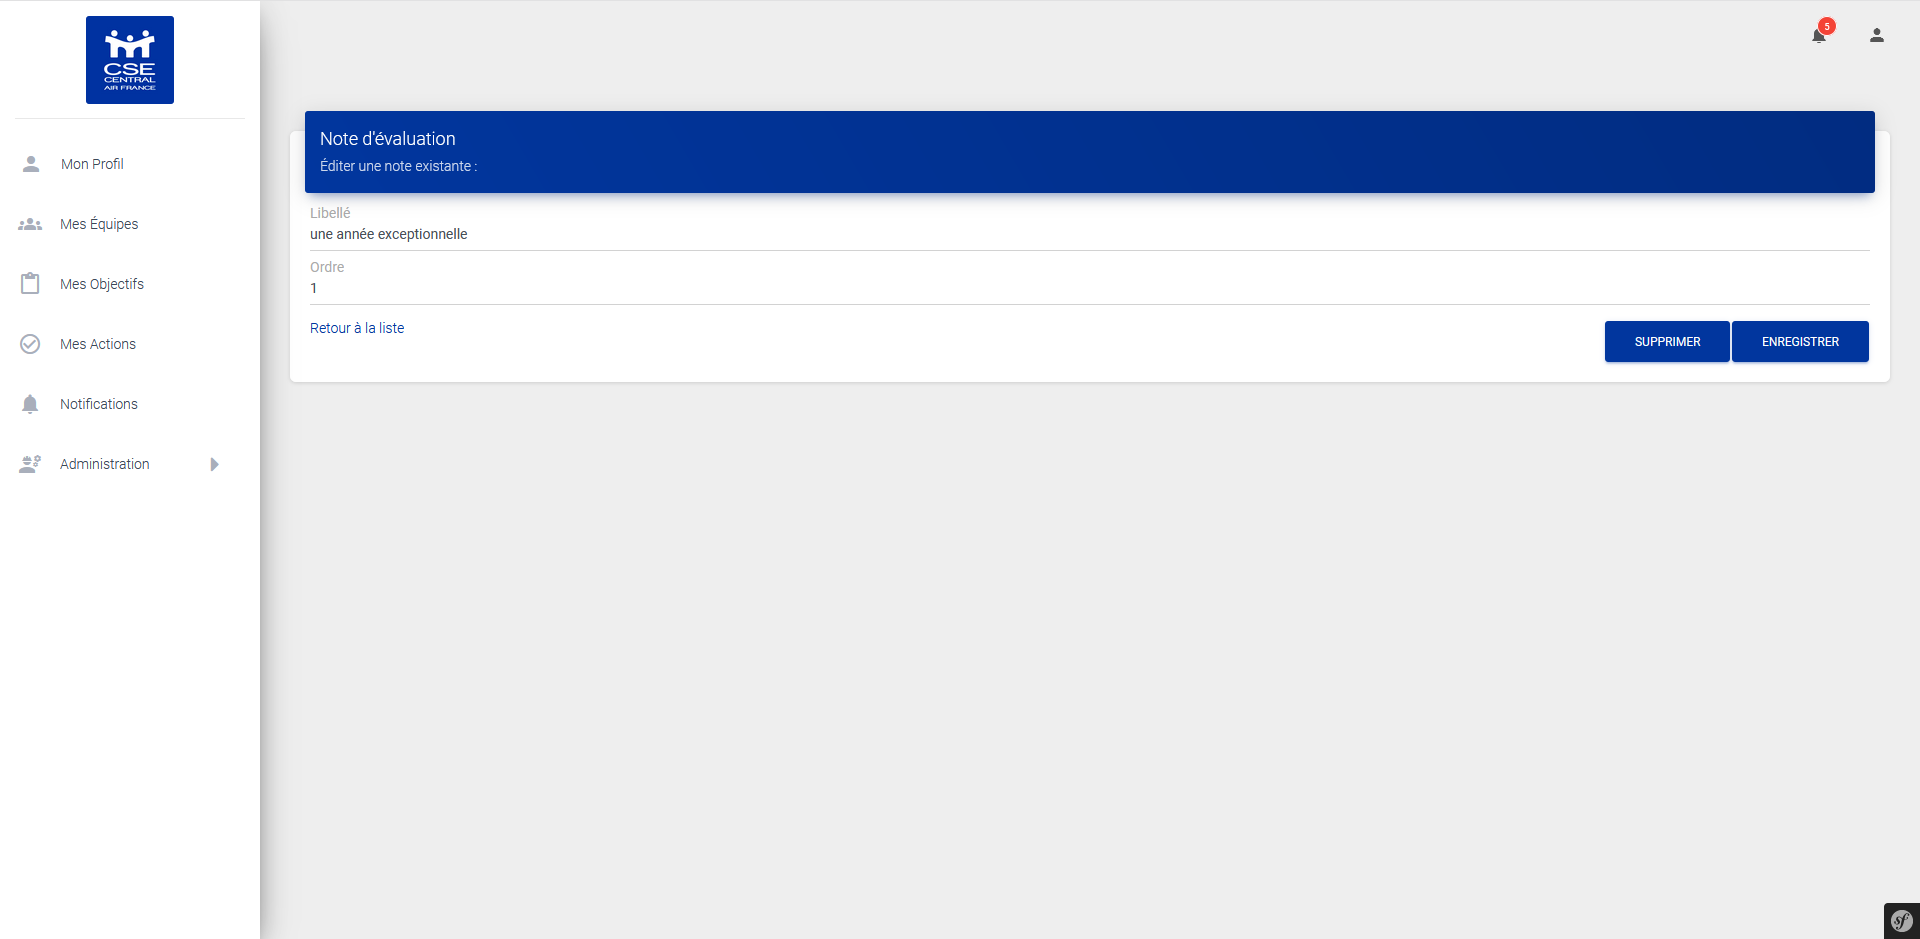 CSE
CENTRAL
AIR FRANCE
5
Mon Profil
Mes Équipes
Mes Objectifs
Mes Actions
Notifications
Administration
Note d'évaluation
Éditer une note existante :
Libellé
une année exceptionnelle
Ordre
1
Retour à la liste
SUPPRIMER
ENREGISTRER
sf